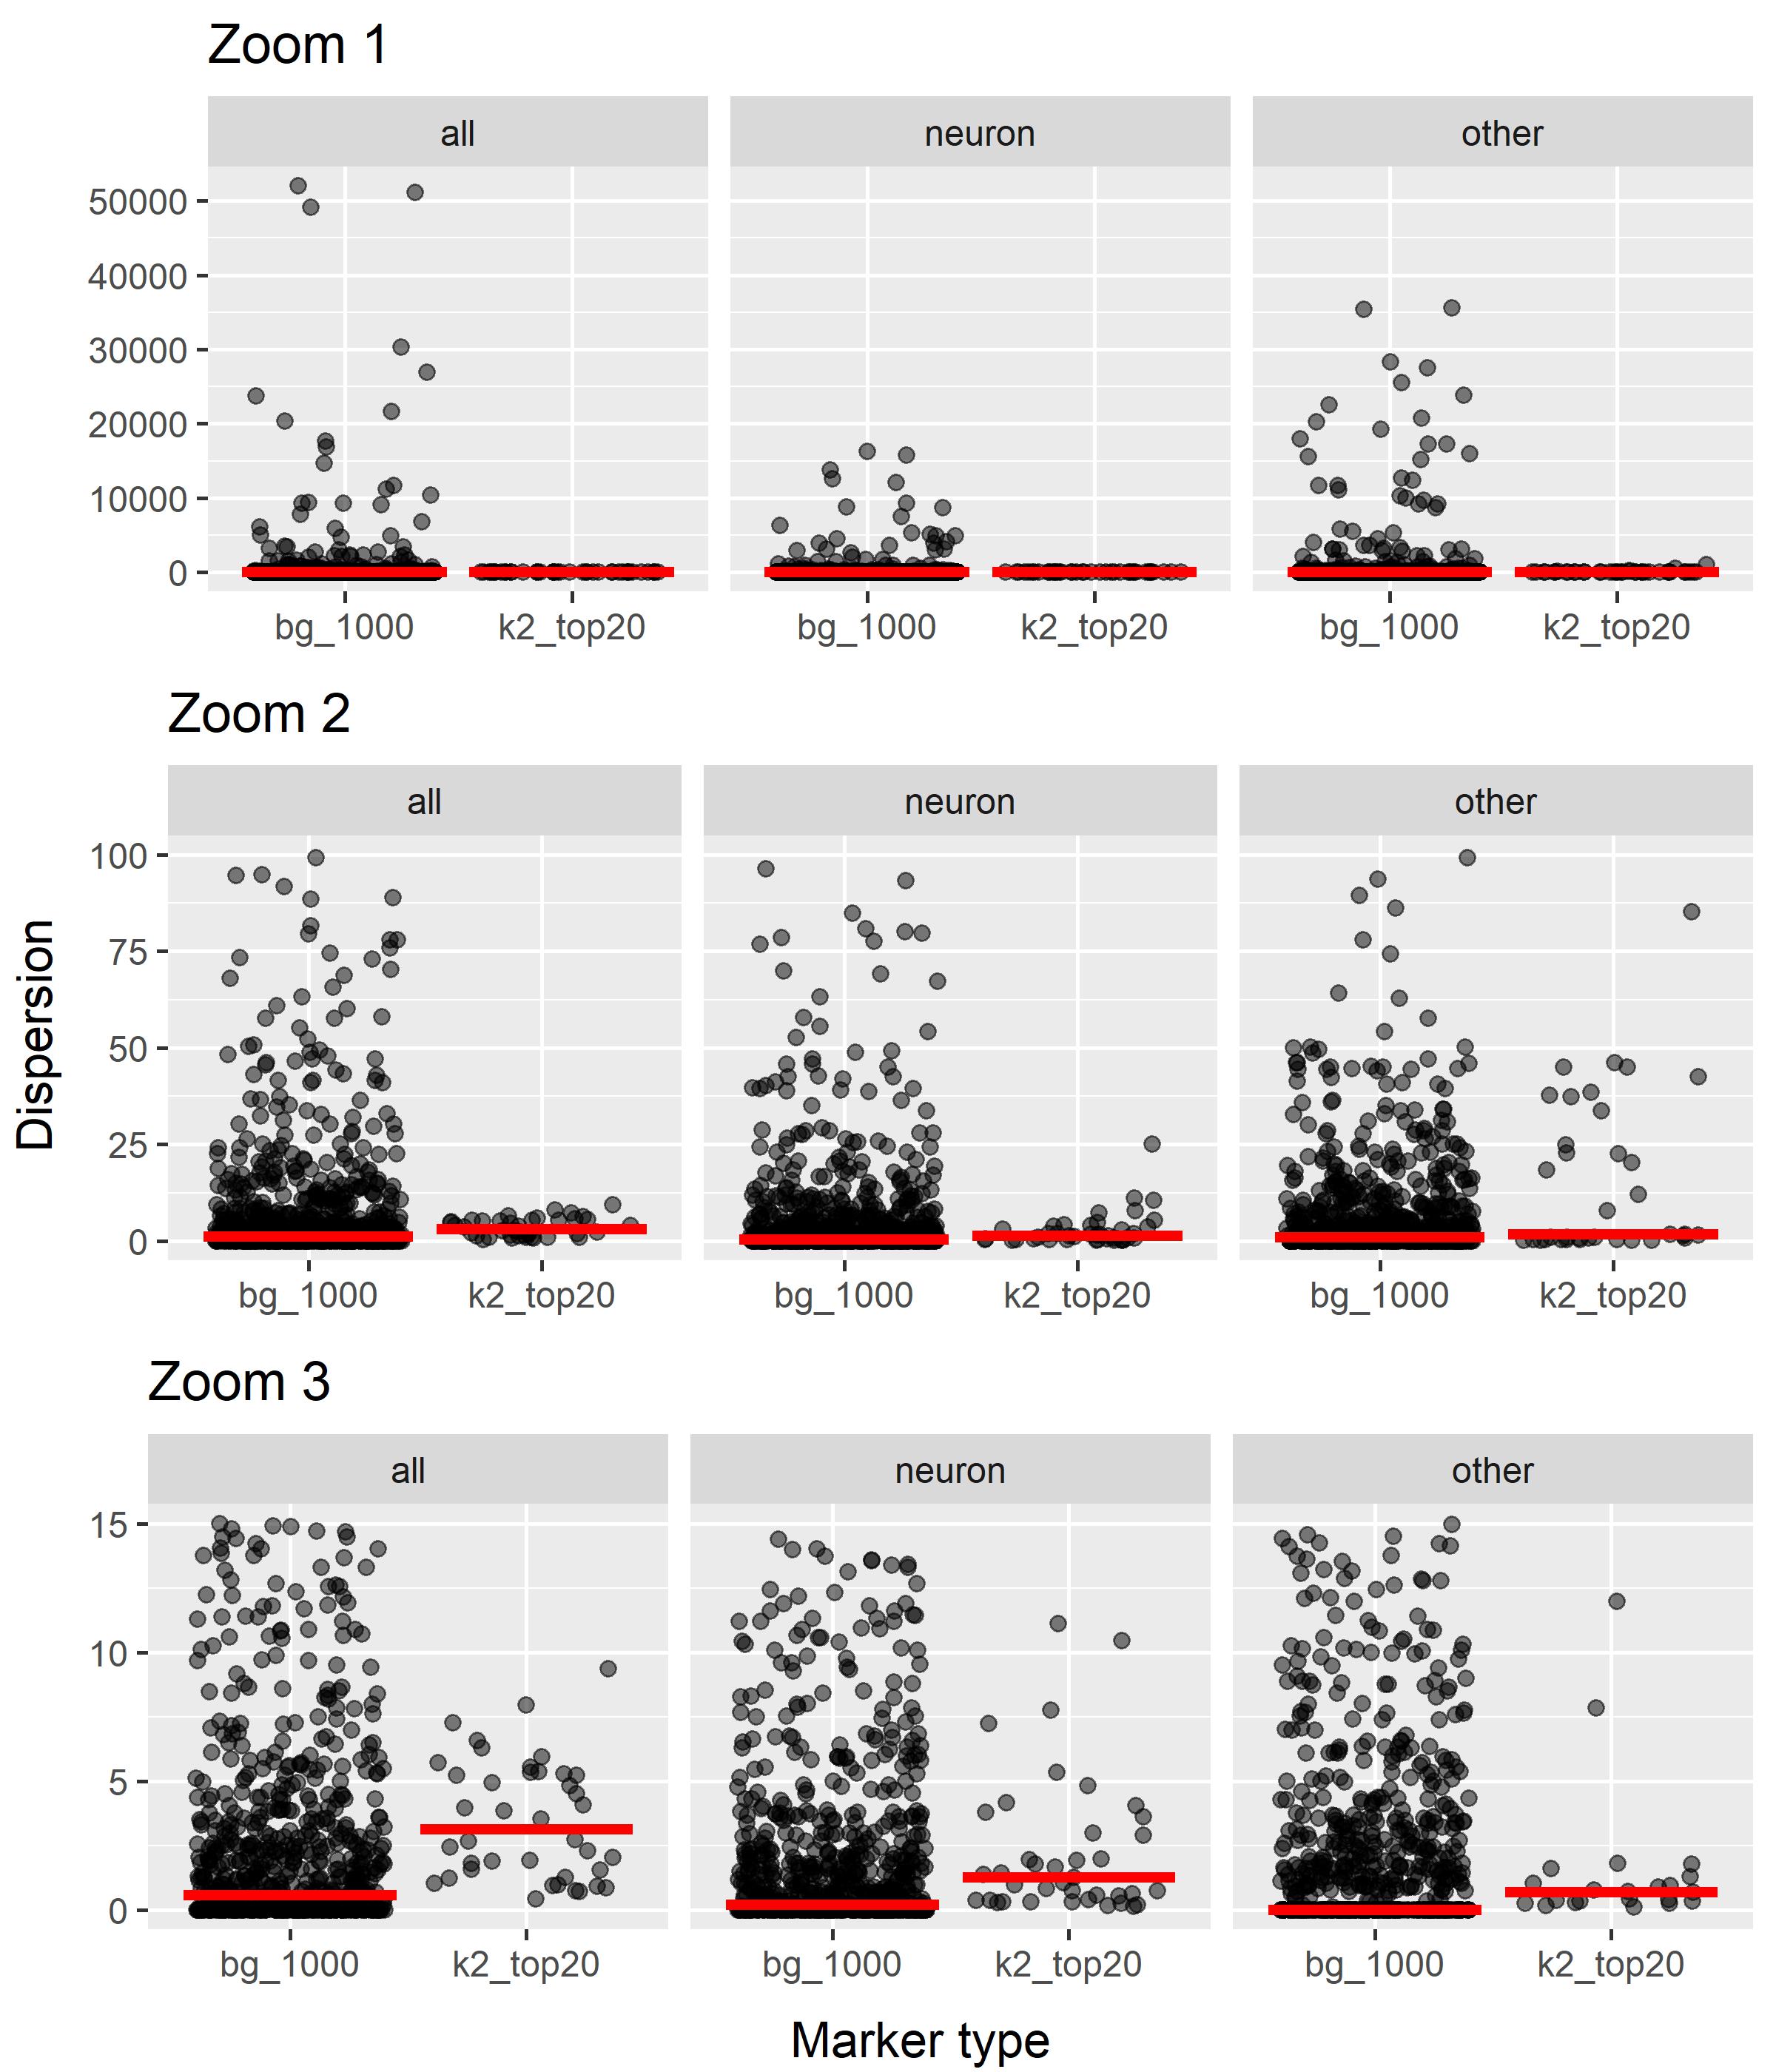 Zoom 1
all neuron other
50000
40000
30000
20000
10000
0
bg_1000 k2_top20 bg_1000 k2_top20 bg_1000 k2_top20
Zoom 2
all neuron other
100
75
50
25
0
bg_1000 k2_top20 bg_1000 k2_top20 bg_1000 k2_top20
Dispersion
Zoom 3
all neuron other
15
10
5
0
bg_1000 k2_top20 bg_1000 k2_top20 bg_1000 k2_top20
Marker type